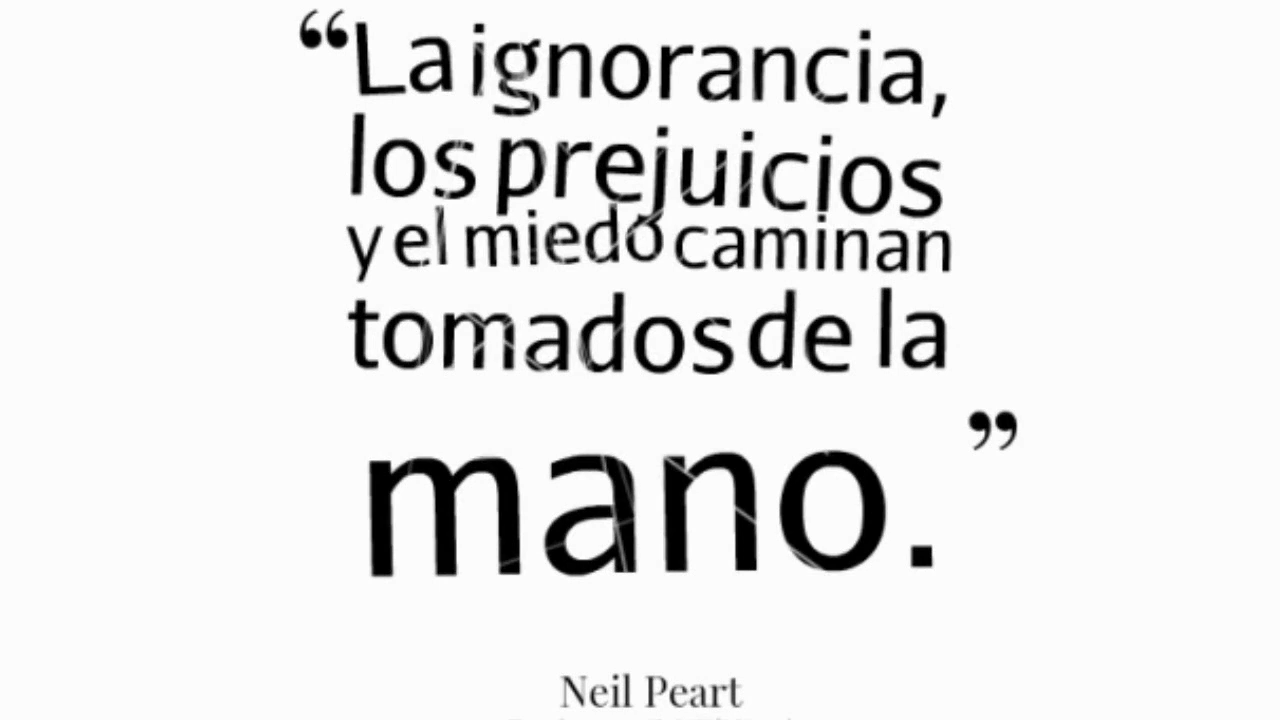 “La ignorancia,
los prejuicios
y el miedo caminan
tomados de la
mano.”
Neil Peart